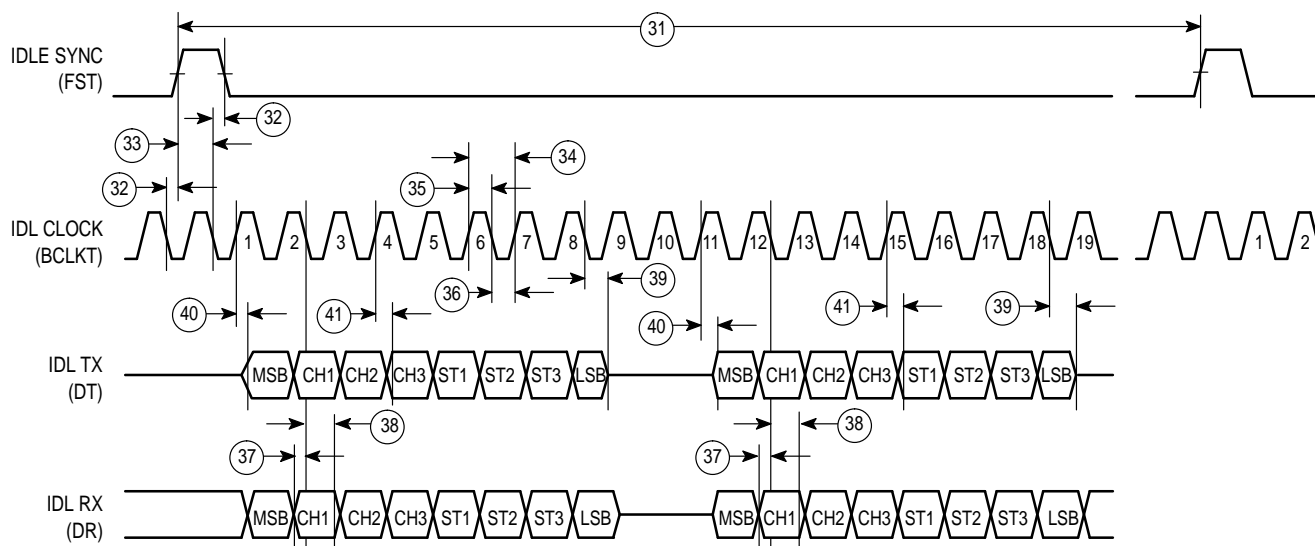 31
IDLE SYNC
(FST)
32
33
34
35
32
IDL CLOCK
(BCLKT)
1 2 3 4 5 6 7 8 9 10 11 12 13 14 15 16 17 18 19 1 2
36 39
40 41 40 41 39
IDL TX
(DT)
MSB CH1 CH2 CH3 ST1 ST2 ST3 LSB MSB CH1 CH2 CH3 ST1 ST2 ST3 LSB
38 38
37 37
IDL RX
(DR)
MSB CH1 CH2 CH3 ST1 ST2 ST3 LSB MSB CH1 CH2 CH3 ST1 ST2 ST3 LSB